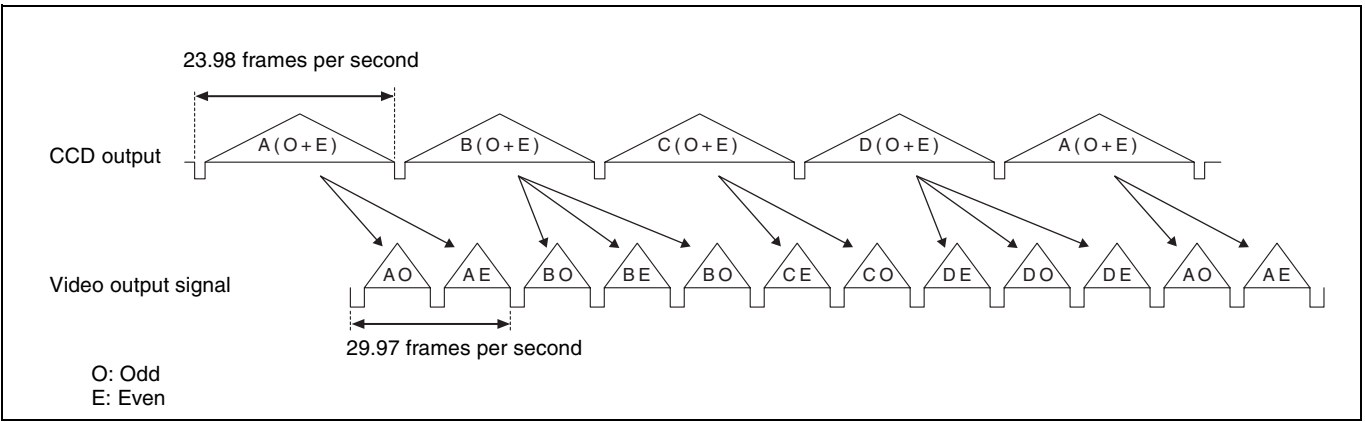 23.98 frames per second
CCD output
A(O+E) B(O+E) C(O+E) D(O+E) A(O+E)
Video output signal
AO AE BO BE BO CE CO DE DO DE AO AE
29.97 frames per second
O: Odd
E: Even